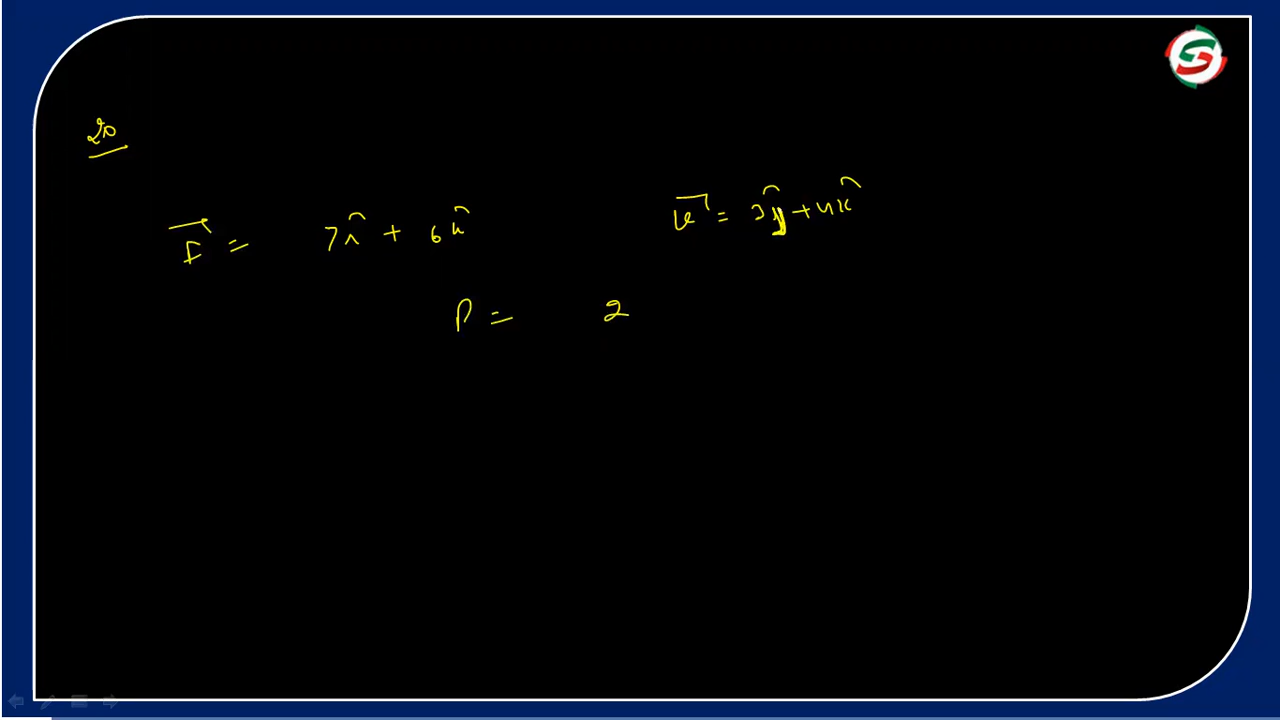 20
F = 7î + 6k̂
v = 3ĵ + 4k̂
P = 2